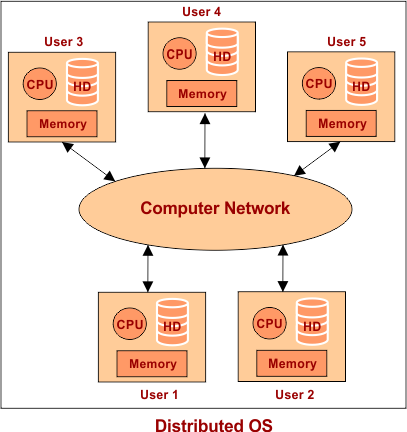 User 4
User 3
User 5
CPU
HD
Memory
CPU
HD
Memory
CPU
HD
Memory
Computer Network
CPU
HD
Memory
CPU
HD
Memory
User 1
User 2
Distributed OS